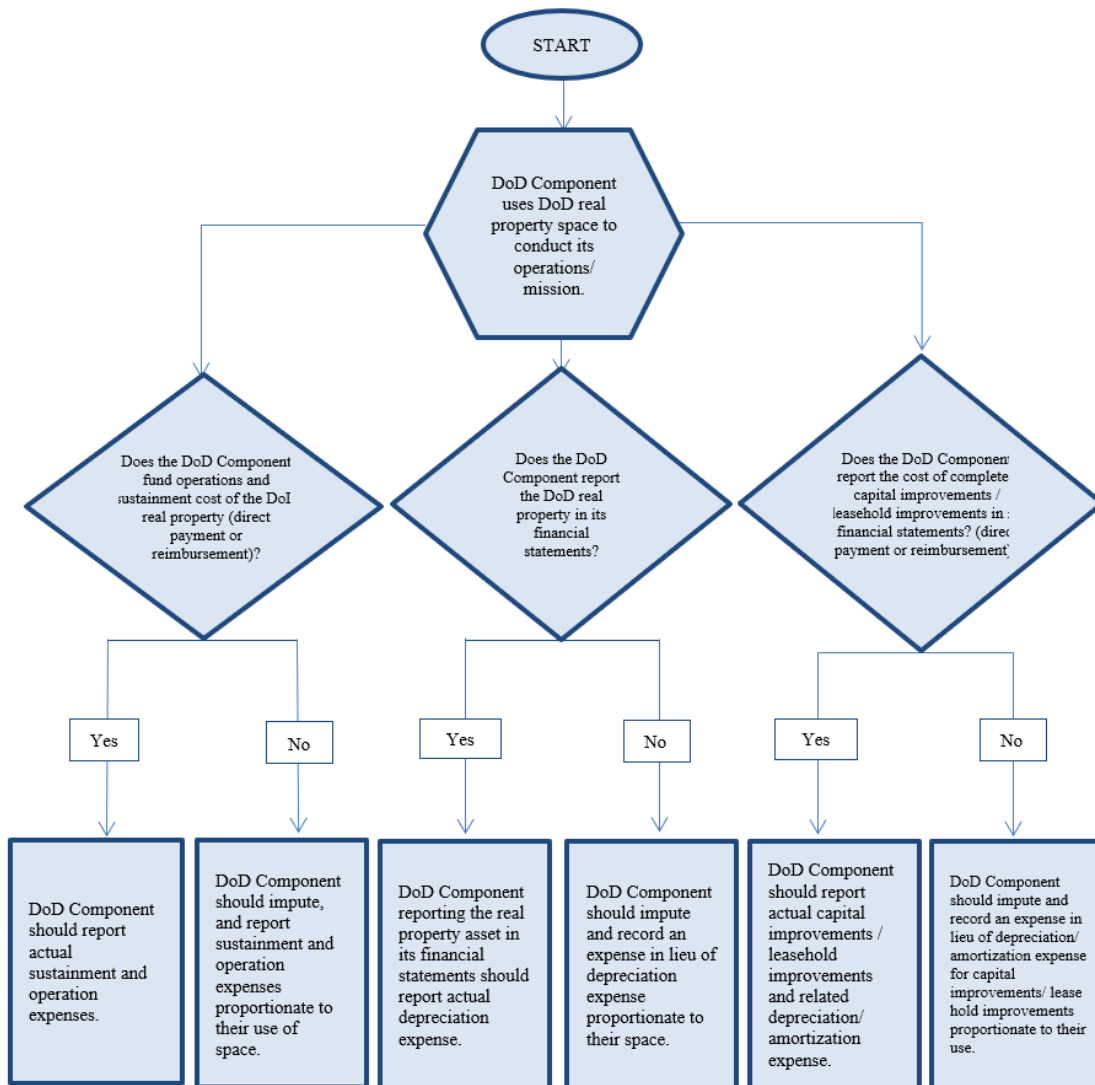 START
DoD Component
uses DoD real
property space to
conduct its
operations/
mission.
Does the DoD Component
fund operations and
sustainment cost of the DoD
real property (direct
payment or
reimbursement)?
Does the DoD
Component report
the DoD real
property in its
financial
statements?
Does the DoD Component
report the cost of complete
capital improvements /
leasehold improvements in
financial statements? (direc
payment or reimbursement)
Yes
No
Yes
No
Yes
No
DoD Component
should report
actual
sustainment and
operation
expenses.
DoD Component
should impute,
and report
sustainment and
operation
expenses
proportionate to
their use of
space.
DoD Component
reporting the real
property asset in
its financial
statements should
report actual
depreciation
expense.
DoD Component
should impute
and record an
expense in lieu of
depreciation
expense
proportionate to
their space.
DoD Component
should report
actual capital
improvements /
leasehold
improvements
and related
depreciation/
amortization
expense.
DoD Component
should impute and
record an expense in
lieu of depreciation/
amortization expense
for capital
improvements/ lease
hold improvements
proportionate to their
use.